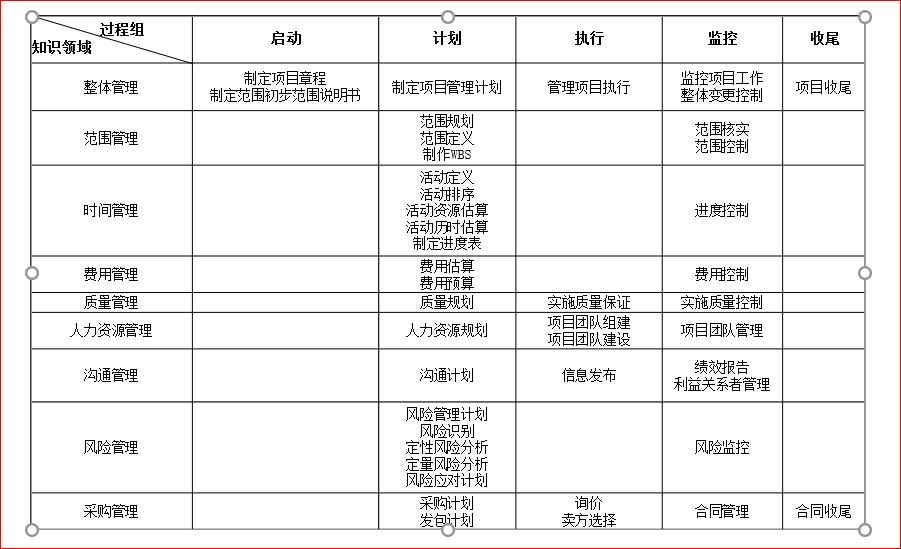 过程组
知识领域
启动
计划
执行
监控
收尾
整体管理
制定项目章程
制定范围初步范围说明书
制定项目管理计划
管理项目执行
监控项目工作
整体变更控制
项目收尾
范围管理
范围规划
范围定义
制作WBS
范围核实
范围控制
时间管理
活动定义
活动排序
活动资源估算
活动历时估算
制定进度表
进度控制
费用管理
费用估算
费用预算
费用控制
质量管理
质量规划
实施质量保证
实施质量控制
人力资源管理
人力资源规划
项目团队组建
项目团队建设
项目团队管理
沟通管理
沟通计划
信息发布
绩效报告
利益关系者管理
风险管理
风险管理计划
风险识别
定性风险分析
定量风险分析
风险应对计划
风险监控
采购管理
采购计划
发包计划
询价
卖方选择
合同管理
合同收尾